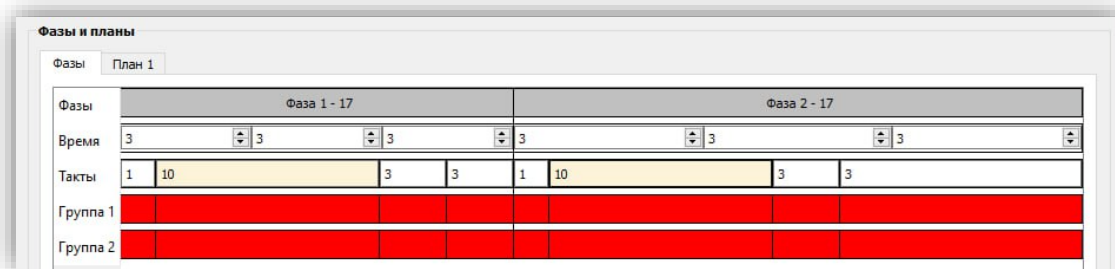 Фазы и планы
Фазы План 1
Фазы Фаза 1 - 17 Фаза 2 - 17
Время 3 3 3 3 3 3
Такты 1 10 3 3 1 10 3 3
Группа 1
Группа 2